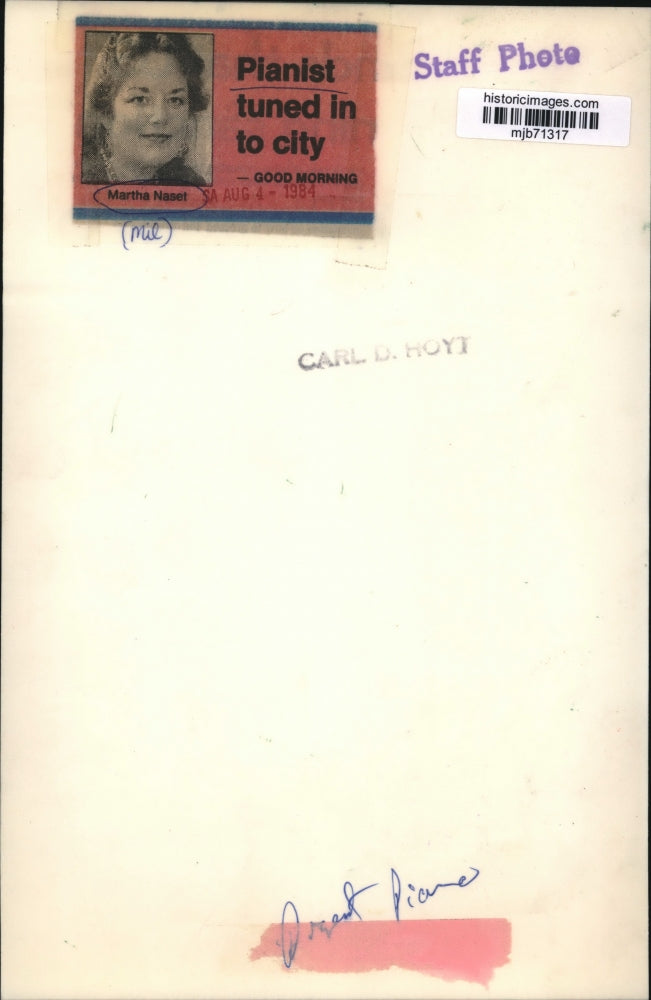 Pianist
tuned in
to city
— GOOD MORNING
Martha Naset
SA AUG 4 - 1984
(mil)
Staff Photo
historicimages.com
mjb71317
CARL D. HOYT
Piano